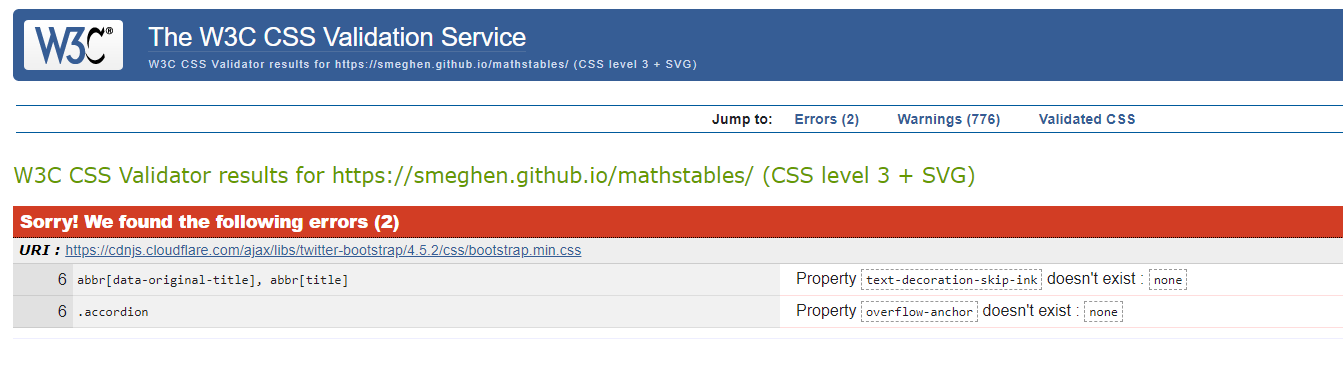 W3C® The W3C CSS Validation Service
W3C CSS Validator results for https://smeghen.github.io/mathstables/ (CSS level 3 + SVG)
Jump to: Errors (2) Warnings (776) Validated CSS
W3C CSS Validator results for https://smeghen.github.io/mathstables/ (CSS level 3 + SVG)
Sorry! We found the following errors (2)
URI : https://cdnjs.cloudflare.com/ajax/libs/twitter-bootstrap/4.5.2/css/bootstrap.min.css
6 abbr[data-original-title], abbr[title] Property text-decoration-skip-ink doesn't exist : none
6 .accordion Property overflow-anchor doesn't exist : none